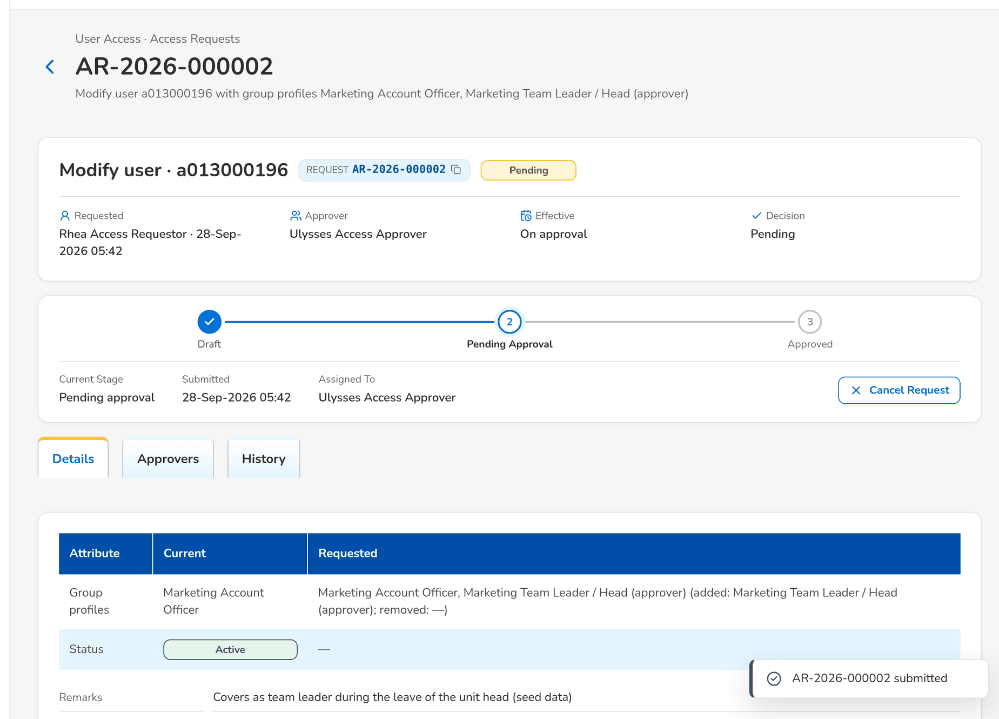 User Access · Access Requests
AR-2026-000002
Modify user a013000196 with group profiles Marketing Account Officer, Marketing Team Leader / Head (approver)
Modify user · a013000196
REQUEST AR-2026-000002
Pending
Requested
Rhea Access Requestor · 28-Sep-
2026 05:42
Approver
Ulysses Access Approver
Effective
On approval
Decision
Pending
2
3
Draft
Pending Approval
Approved
Current Stage
Pending approval
Submitted
28-Sep-2026 05:42
Assigned To
Ulysses Access Approver
Cancel Request
Details
Approvers
History
Attribute
Current
Requested
Group
profiles
Marketing Account
Officer
Marketing Account Officer, Marketing Team Leader / Head (approver) (added: Marketing Team Leader / Head
(approver); removed: —)
Status
Active
—
Remarks
Covers as team leader during the leave of the unit head (seed data)
AR-2026-000002 submitted